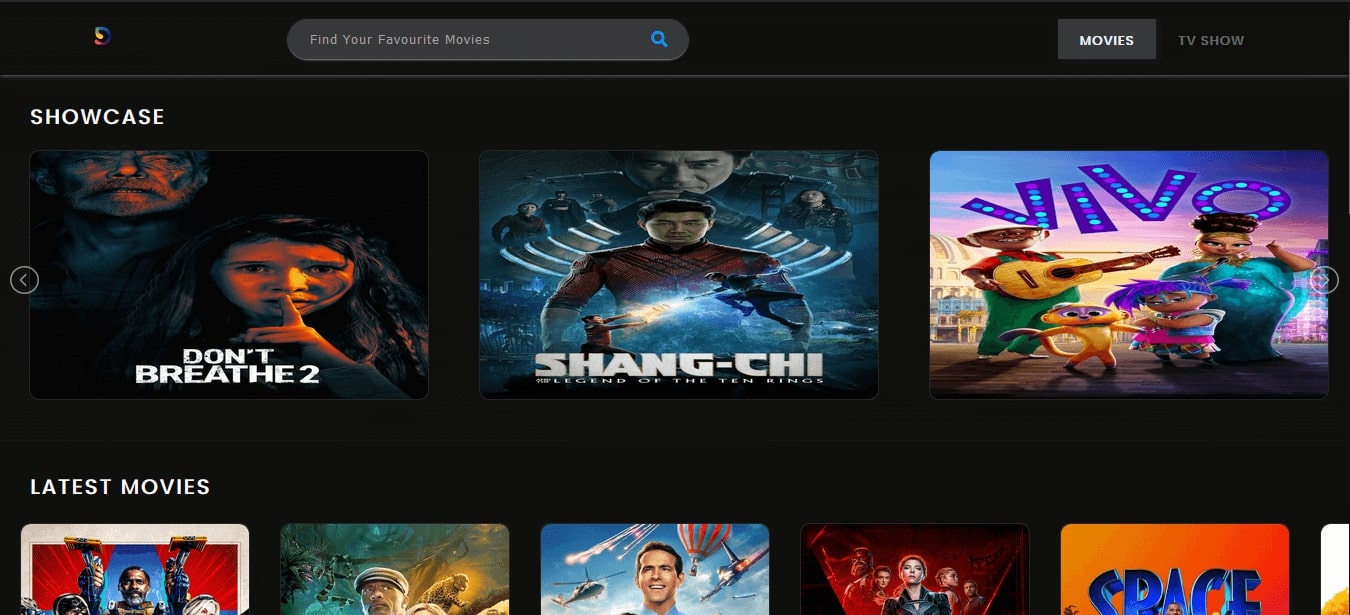 Find Your Favourite Movies
MOVIES
TV SHOW
SHOWCASE
DON'T
BREATHE 2
SHANG-CHI
LEGEND OF THE TEN RINGS
VIVO
LATEST MOVIES
SPACE